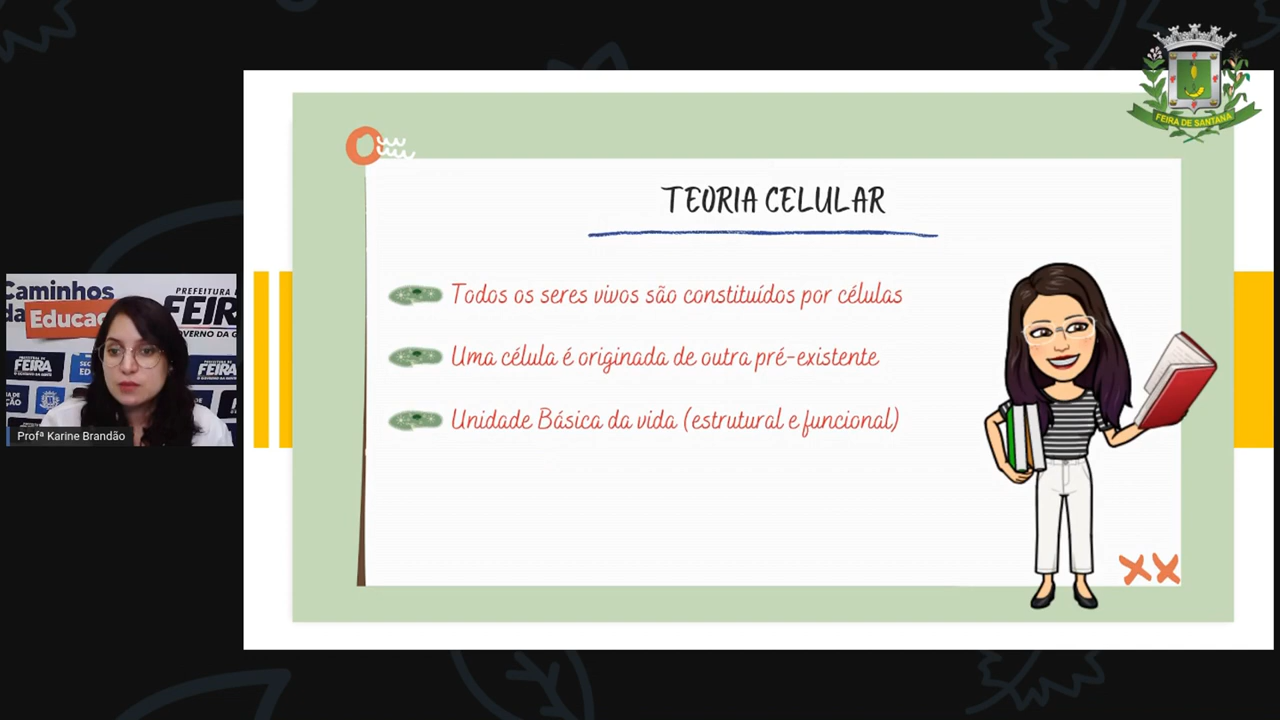 FEIRA DE SANTANA
TEORIA CELULAR
Todos os seres vivos são constituídos por células
Uma célula é originada de outra pré-existente
Unidade Básica da vida (estrutural e funcional)
Caminhos
da Educaç
PREFEITURA
FEIR
FEIRA
FEIRA
Profª Karine Brandão